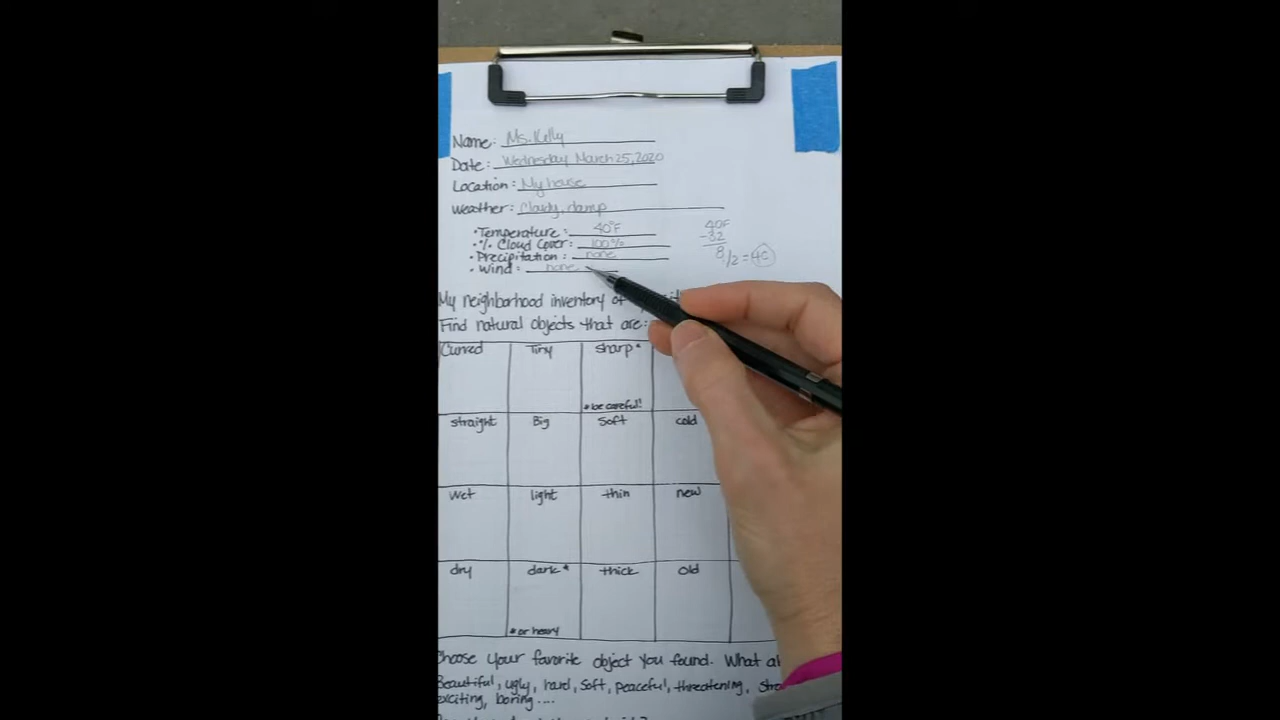 Name: Ms. Kelly
Date: Wednesday March 25, 2020
Location: My house
Weather: Cloudy, damp
• Temperature: 40°F
• % Cloud Cover: 100%
• Precipitation: none
• Wind: none
40F
-32
8/2 = 4C
My neighborhood inventory of
Find natural objects that are:
Curved Tiny sharp*
*be careful!
straight Big Soft cold
Wet light thin new
dry dark* thick old
*or heavy
Choose your favorite object you found. What
Beautiful, ugly, hard, soft, peaceful, threatening,
exciting, boring....